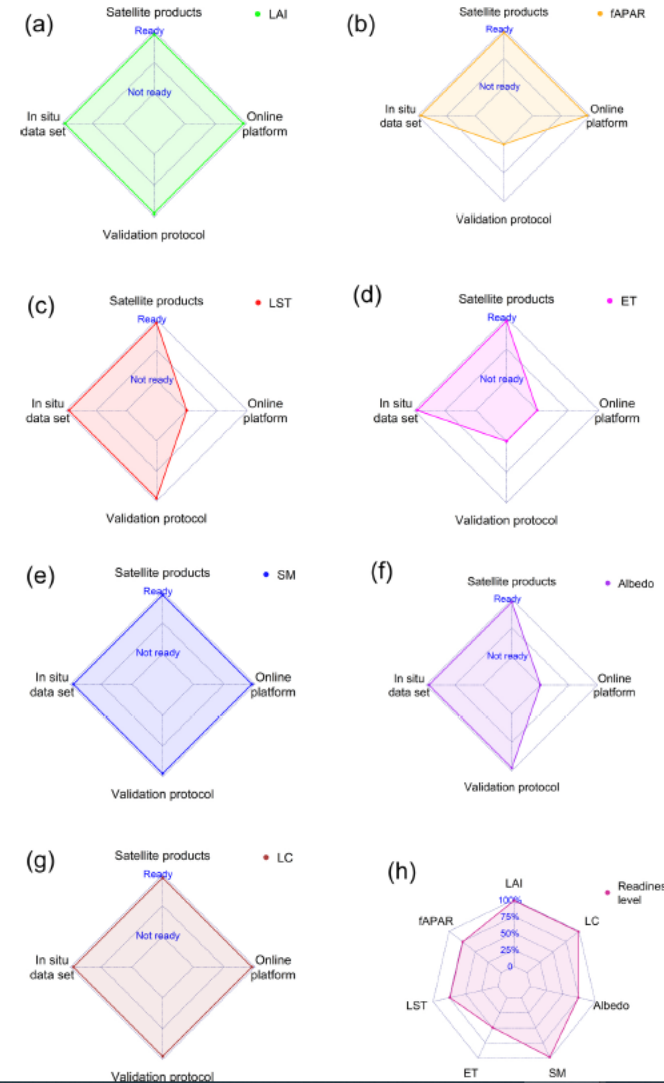 (a)
Satellite products
LAI
Ready
Not ready
In situ
data set
Online
platform
Validation protocol
(b)
Satellite products
fAPAR
Ready
Not ready
In situ
data set
Online
platform
Validation protocol
(c)
Satellite products
LST
Ready
Not ready
In situ
data set
Online
platform
Validation protocol
(d)
Satellite products
ET
Ready
Not ready
In situ
data set
Online
platform
Validation protocol
(e)
Satellite products
SM
Ready
Not ready
In situ
data set
Online
platform
Validation protocol
(f)
Satellite products
Albedo
Ready
Not ready
In situ
data set
Online
platform
Validation protocol
(g)
Satellite products
LC
Ready
Not ready
In situ
data set
Online
platform
Validation protocol
(h)
LAI
Readines
level
100%
75%
50%
25%
0
fAPAR
LC
LST
Albedo
ET
SM